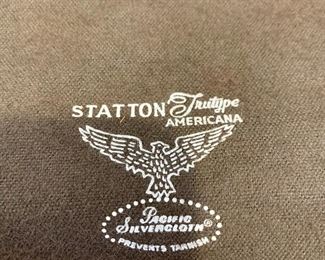 STATTON Trutype
AMERICANA
PACIFIC
SILVERCLOTH®
PREVENTS TARNISH